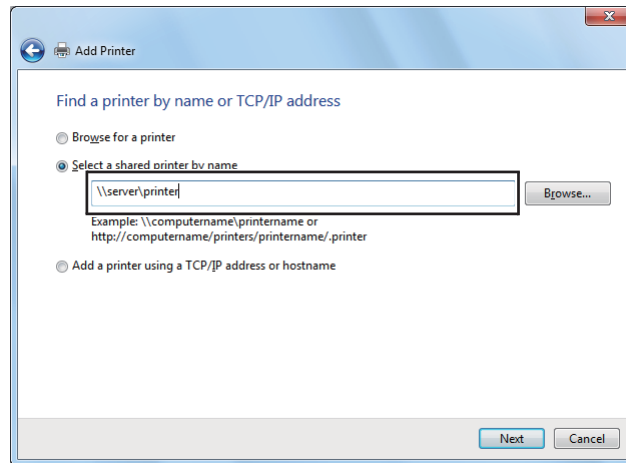 Add Printer
Find a printer by name or TCP/IP address
Browse for a printer
Select a shared printer by name
\\server\printer
Browse...
Example: \\computername\printername or
http://computername/printers/printername/.printer
Add a printer using a TCP/IP address or hostname
Next Cancel